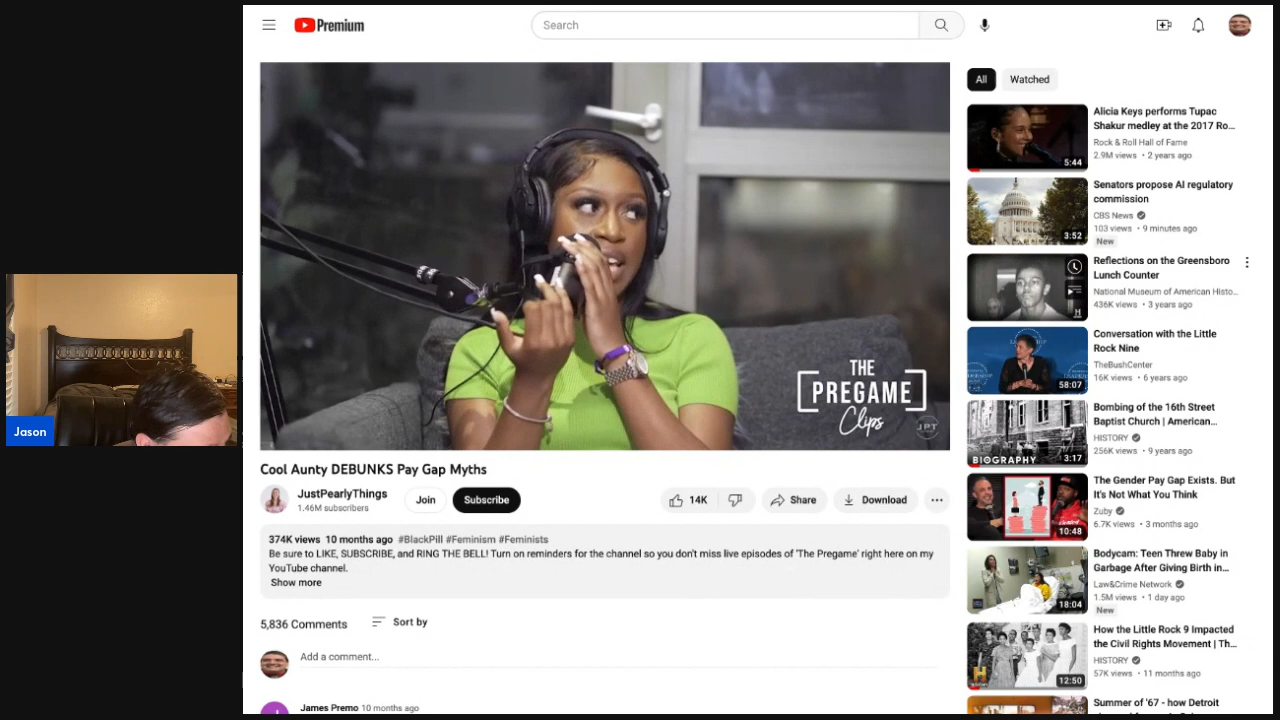 Premium
Search
All
Watched
THE
PREGAME
Clips
JPT
Cool Aunty DEBUNKS Pay Gap Myths
JustPearlyThings
1.46M subscribers
Join
Subscribe
14K
Share
Download
374K views 10 months ago #BlackPill #Feminism #Feminists
Be sure to LIKE, SUBSCRIBE, and RING THE BELL! Turn on reminders for the channel so you don't miss live episodes of 'The Pregame' right here on my
YouTube channel.
Show more
5,836 Comments
Sort by
Add a comment...
James Premo 10 months ago
Jason
5:44
Alicia Keys performs Tupac
Shakur medley at the 2017 Ro...
Rock & Roll Hall of Fame
2.9M views • 2 years ago
3:52
Senators propose AI regulatory
commission
CBS News
103 views • 9 minutes ago
New
Reflections on the Greensboro
Lunch Counter
National Museum of American Histo...
436K views • 3 years ago
58:07
Conversation with the Little
Rock Nine
TheBushCenter
16K views • 6 years ago
BIOGRAPHY
3:17
Bombing of the 16th Street
Baptist Church | American...
HISTORY
256K views • 9 years ago
10:48
The Gender Pay Gap Exists. But
It's Not What You Think
Zuby
6.7K views • 3 months ago
18:04
Bodycam: Teen Threw Baby in
Garbage After Giving Birth in...
Law&Crime Network
1.5M views • 1 day ago
New
12:50
How the Little Rock 9 Impacted
the Civil Rights Movement | Th...
HISTORY
57K views • 11 months ago
Summer of '67 - how Detroit